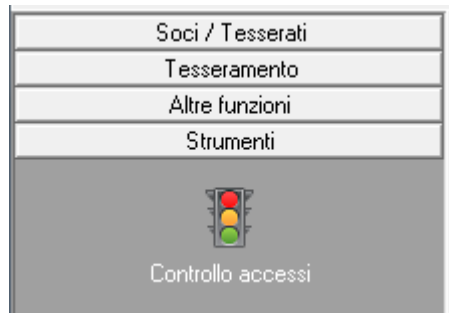 Soci / Tesserati
Tesseramento
Altre funzioni
Strumenti
Controllo accessi